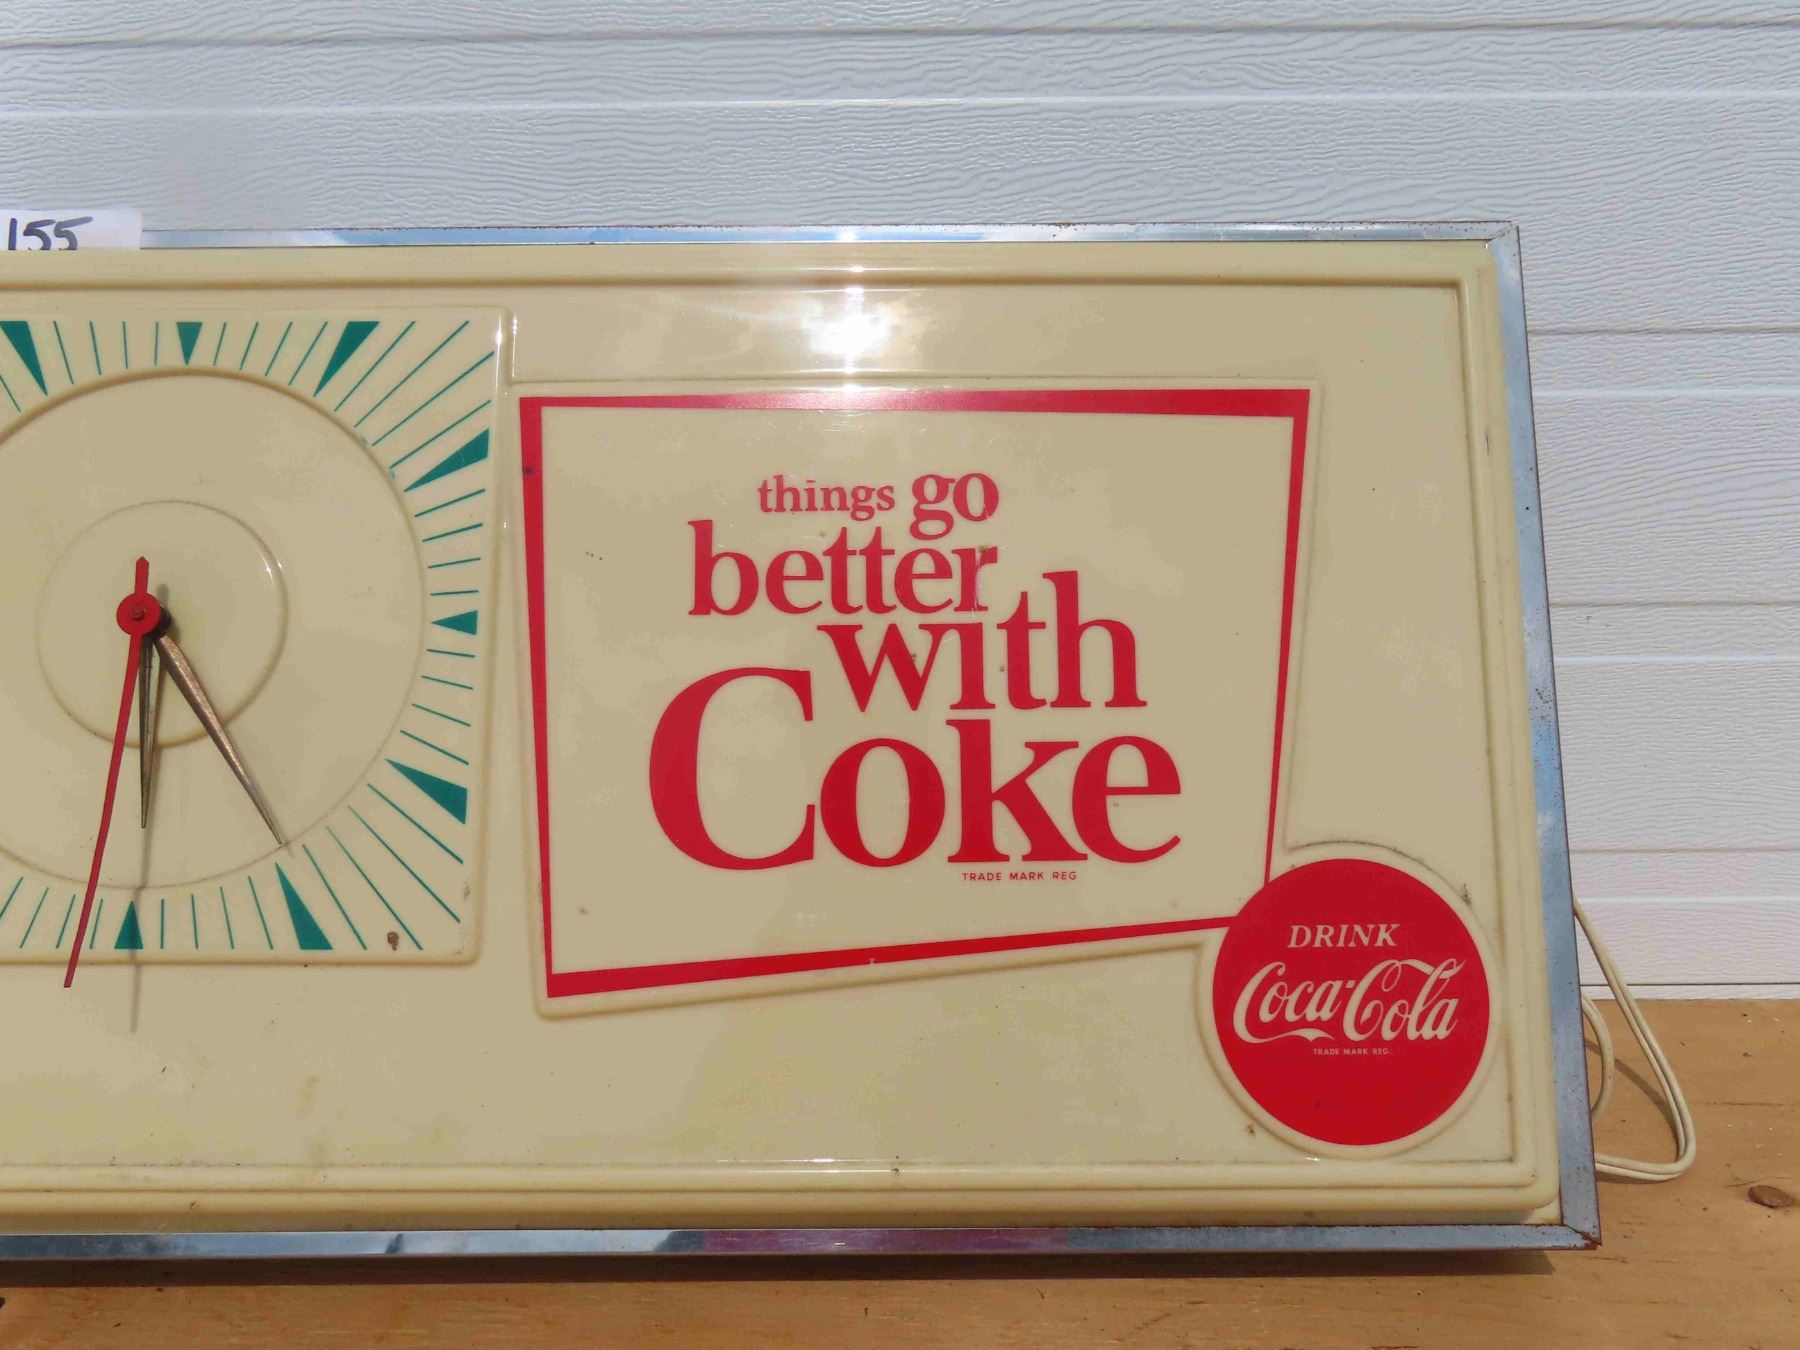 155
things go
better
with
Coke
TRADE MARK REG
DRINK
Coca-Cola
TRADE MARK REG.